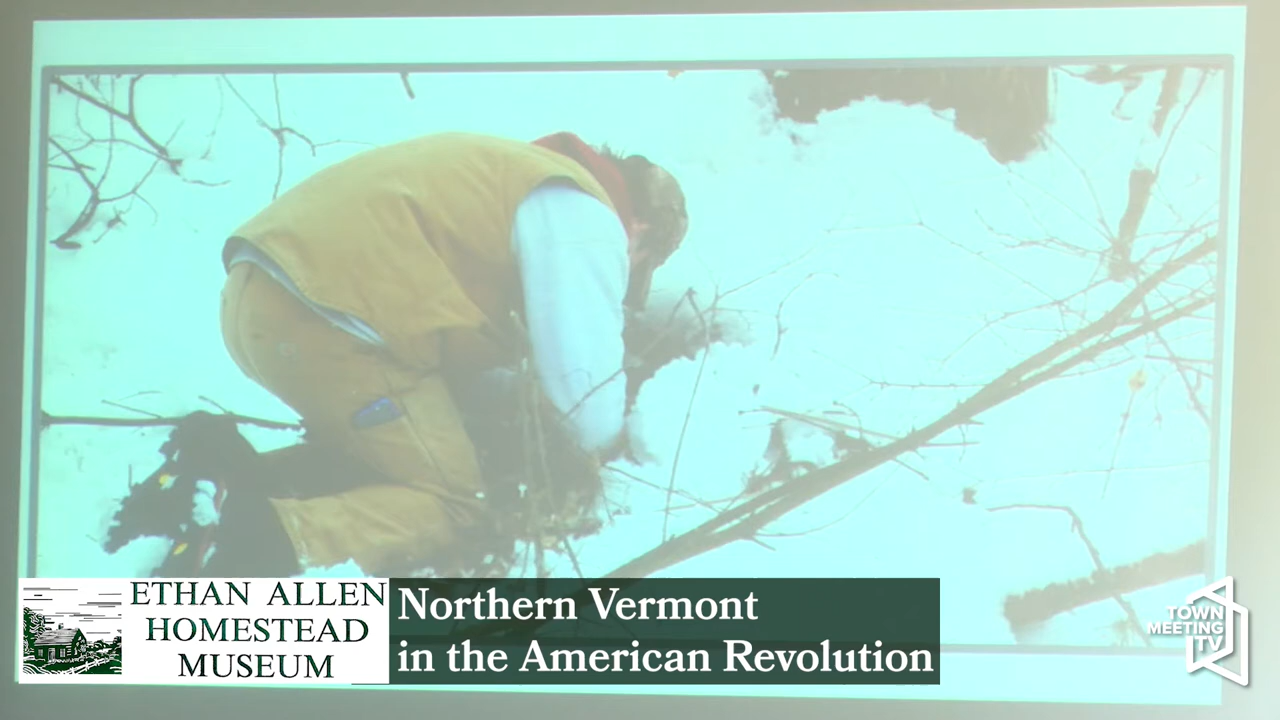 ETHAN ALLEN
HOMESTEAD
MUSEUM
Northern Vermont
in the American Revolution
TOWN
MEETING
TV